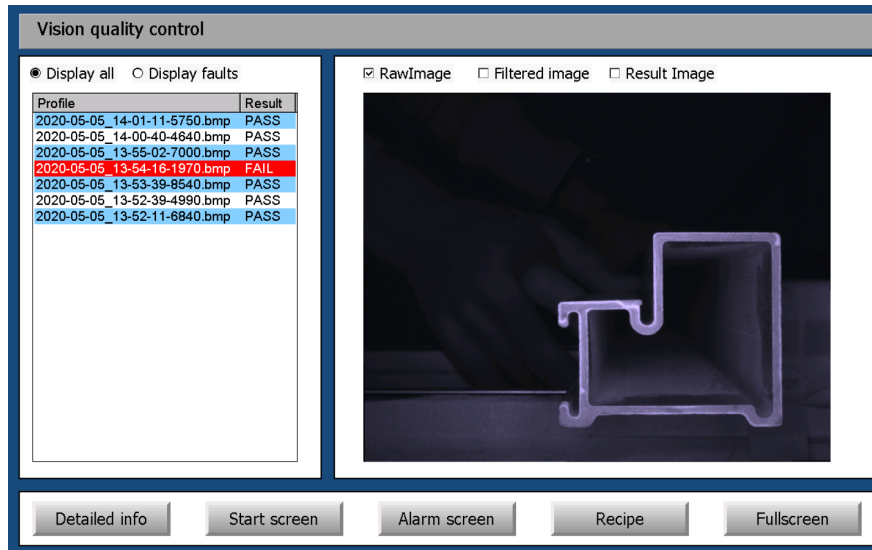 Vision quality control
Display all Display faults
Profile Result
2020-05-05_14-01-11-5750.bmp PASS
2020-05-05_14-00-40-4640.bmp PASS
2020-05-05_13-55-02-7000.bmp PASS
2020-05-05_13-54-16-1970.bmp FAIL
2020-05-05_13-53-39-8540.bmp PASS
2020-05-05_13-52-39-4990.bmp PASS
2020-05-05_13-52-11-6840.bmp PASS
RawImage Filtered image Result Image
Detailed info Start screen Alarm screen Recipe Fullscreen